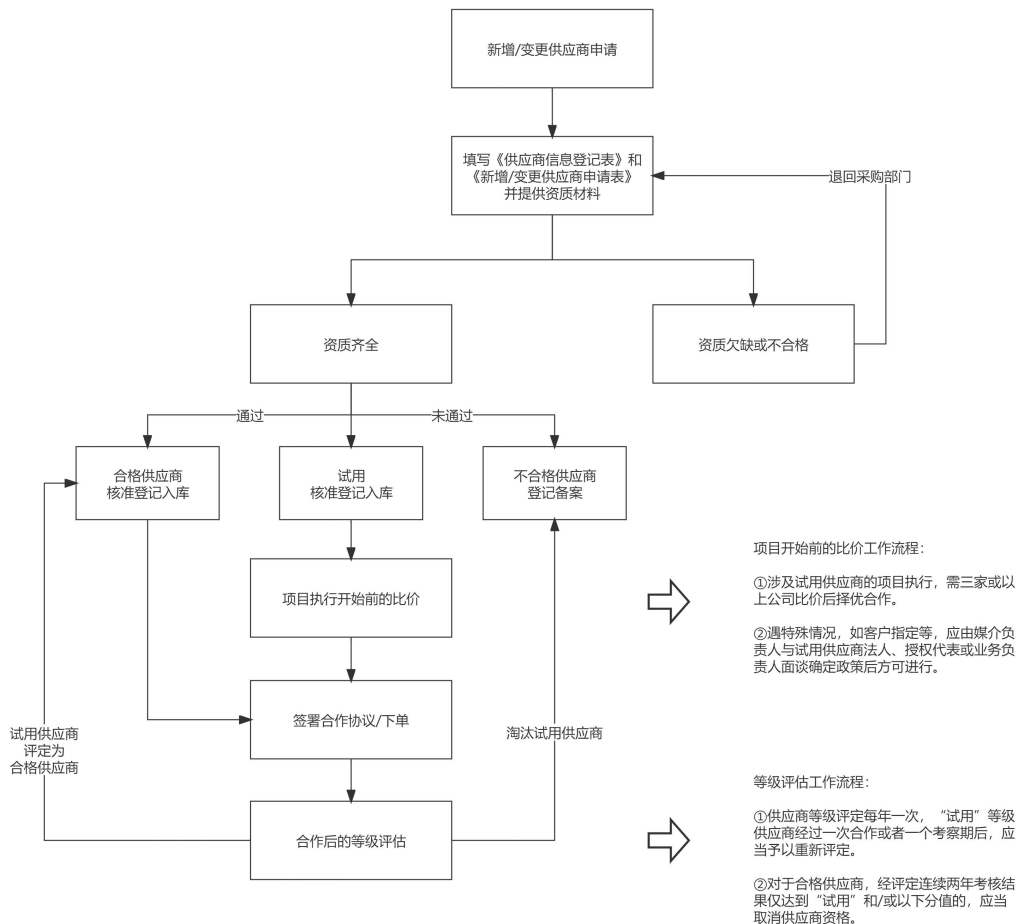 新增/变更供应商申请
填写《供应商信息登记表》和
《新增/变更供应商申请表》
并提供资质材料
退回采购部门
资质齐全
资质欠缺或不合格
通过
未通过
合格供应商
核准登记入库
试用
核准登记入库
不合格供应商
登记备案
项目执行开始前的比价
项目开始前的比价工作流程：
①涉及试用供应商的项目执行，需三家或以
上公司比价后择优合作。
②遇特殊情况，如客户指定等，应由媒介负
责人与试用供应商法人、授权代表或业务负
责人面谈确定政策后方可进行。
签署合作协议/下单
试用供应商
评定为
合格供应商
淘汰试用供应商
合作后的等级评估
等级评估工作流程：
①供应商等级评定每年一次，“试用”等级
供应商经过一次合作或者一个考察期后，应
当予以重新评定。
②对于合格供应商，经评定连续两年考核结
果仅达到“试用”和/或以下分值的，应当
取消供应商资格。